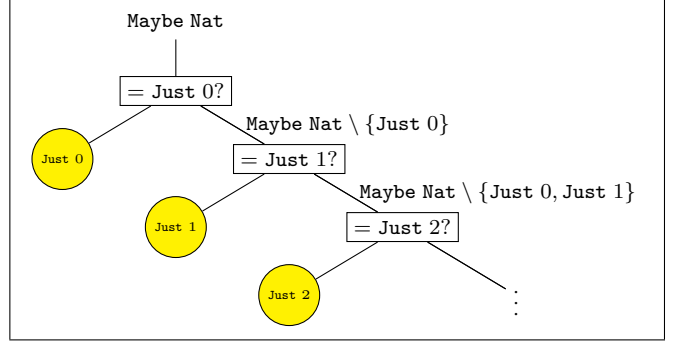 Maybe Nat
= Just 0?
Maybe Nat \ {Just 0}
Just 0
= Just 1?
Maybe Nat \ {Just 0, Just 1}
Just 1
= Just 2?
Just 2
⋮